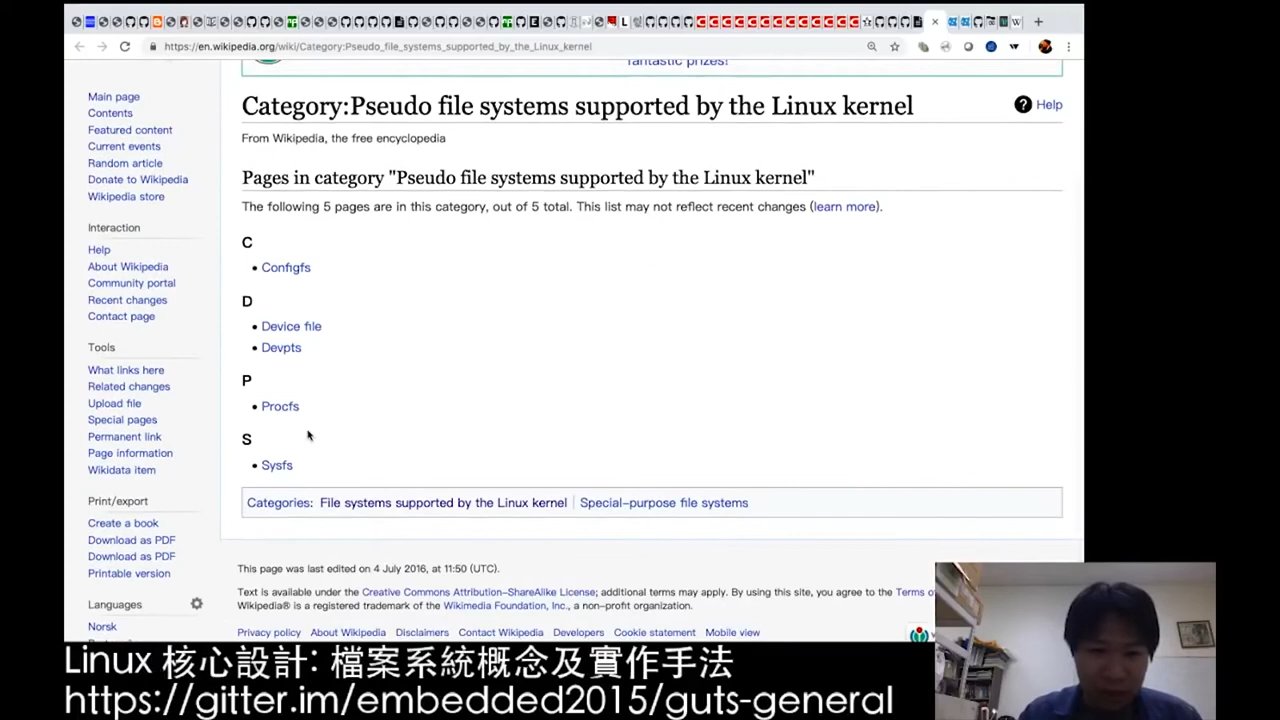 https://en.wikipedia.org/wiki/Category:Pseudo_file_systems_supported_by_the_Linux_kernel
fantastic prizes!
Main page
Contents
Featured content
Current events
Random article
Donate to Wikipedia
Wikipedia store
Interaction
Help
About Wikipedia
Community portal
Recent changes
Contact page
Tools
What links here
Related changes
Upload file
Special pages
Permanent link
Page information
Wikidata item
Print/export
Create a book
Download as PDF
Download as PDF
Printable version
Languages
Norsk
Category:Pseudo file systems supported by the Linux kernel
Help
From Wikipedia, the free encyclopedia
Pages in category "Pseudo file systems supported by the Linux kernel"
The following 5 pages are in this category, out of 5 total. This list may not reflect recent changes (learn more).
C
• Configfs
D
• Device file
• Devpts
P
• Procfs
S
• Sysfs
Categories: File systems supported by the Linux kernel | Special-purpose file systems
This page was last edited on 4 July 2016, at 11:50 (UTC).
Text is available under the Creative Commons Attribution-ShareAlike License; additional terms may apply. By using this site, you agree to the Terms
Wikipedia® is a registered trademark of the Wikimedia Foundation, Inc., a non-profit organization.
Privacy policy About Wikipedia Disclaimers Contact Wikipedia Developers Cookie statement Mobile view
Linux 核心設計: 檔案系統概念及實作手法
https://gitter.im/embedded2015/guts-general